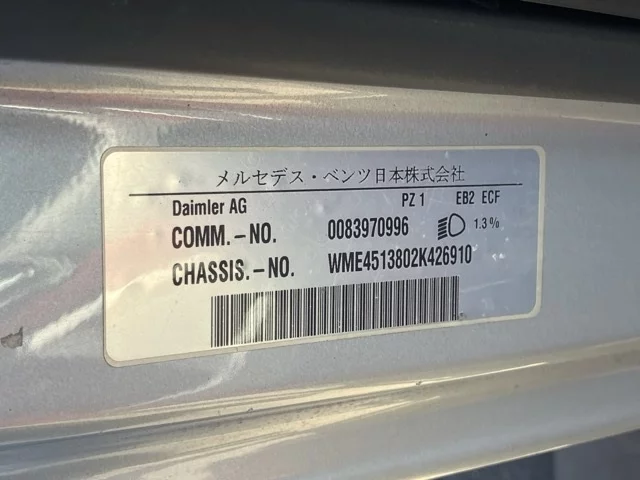 メルセデス・ベンツ日本株式会社
Daimler AG PZ 1 EB2 ECF
COMM.-NO. 0083970996 1.3%
CHASSIS.-NO. WME4513802K426910